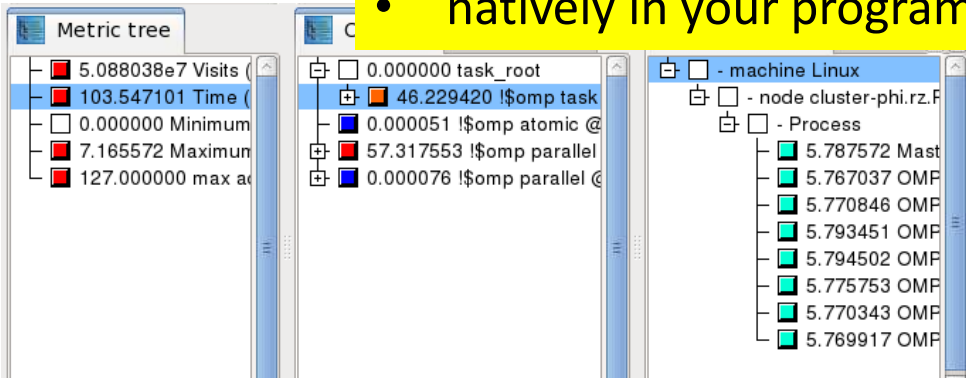 • natively in your program
Metric tree
C
5.088038e7 Visits (
103.547101 Time (
0.000000 Minimum
7.165572 Maximum
127.000000 max a
0.000000 task_root
46.229420 !$omp task
0.000051 !$omp atomic @
57.317553 !$omp parallel
0.000076 !$omp parallel @
- machine Linux
- node cluster-phi.rz.
- Process
5.787572 Mast
5.767037 OMP
5.770846 OMP
5.793451 OMP
5.794502 OMP
5.775753 OMP
5.770343 OMP
5.769917 OMP